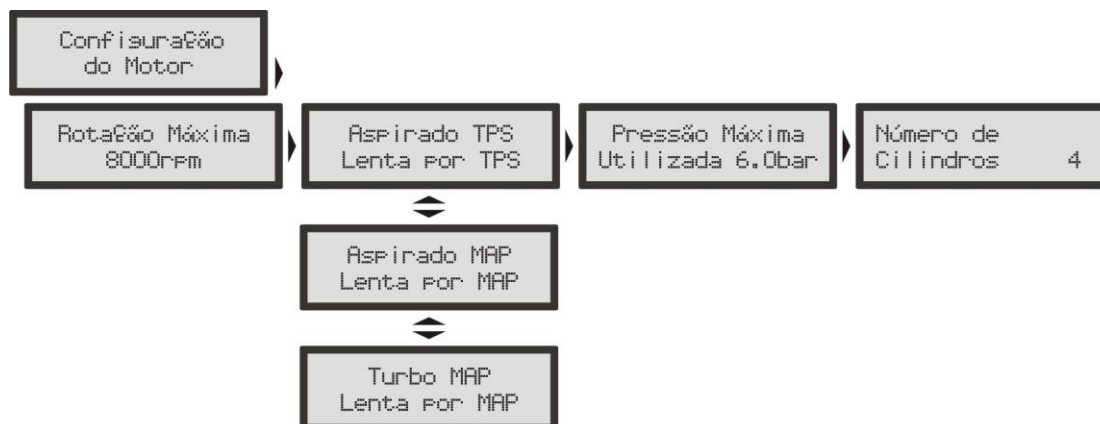 Configuração
do Motor
Rotação Máxima
8000rpm
Aspirado TPS
Lenta por TPS
Pressão Máxima
Utilizada 6.0bar
Número de
Cilindros 4
Aspirado MAP
Lenta por MAP
Turbo MAP
Lenta por MAP